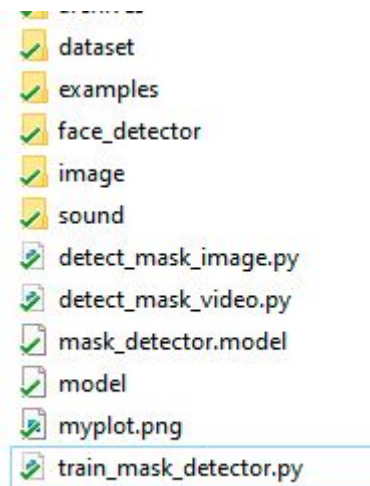 dataset
examples
face_detector
image
sound
detect_mask_image.py
detect_mask_video.py
mask_detector.model
model
myplot.png
train_mask_detector.py